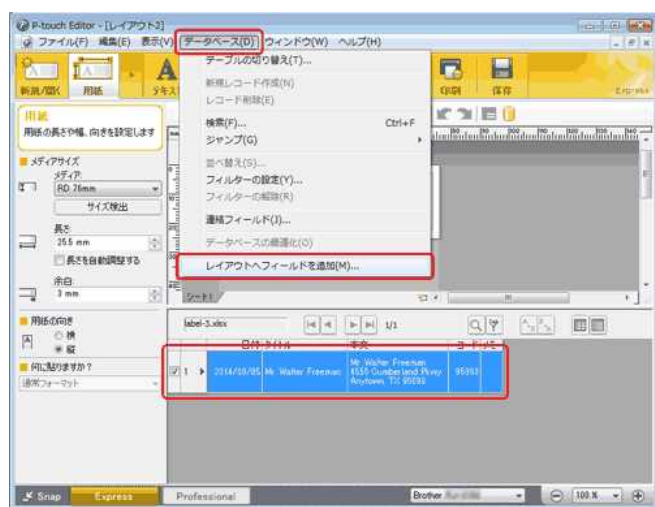 P-touch Editor - [レイアウト2]
ファイル(F) 編集(E) 表示(V) データベース(D) ウィンドウ(W) ヘルプ(H)
新規/開く 用紙 印刷 保存 Express
用紙
用紙の長さや幅、向きを設定します
メディアサイズ
メディア:
RD 76mm
サイズ検出
長さ:
25.5 mm
長さを自動調整する
余白:
3 mm
用紙の向き
横
縦
何に貼りますか?
通常フォーマット
テーブルの切り替え(T)...
新規レコード作成(N)
レコード削除(E)
検索(F)... Ctrl+F
ジャンプ(G)
並べ替え(S)...
フィルターの設定(Y)...
フィルターの解除(R)
連結フィールド(J)...
データベースの最適化(O)
レイアウトへフィールドを追加(M)...
シート1
label-3.xlsx 1/1
日付 タイトル 本文 コード メモ
1 2014/10/05 Mr. Walter Freeman Mr. Walter Freeman
4555 Cumberland Pkwy
Anytown, TX 95093
95093
Snap Express Professional Brother 100 %